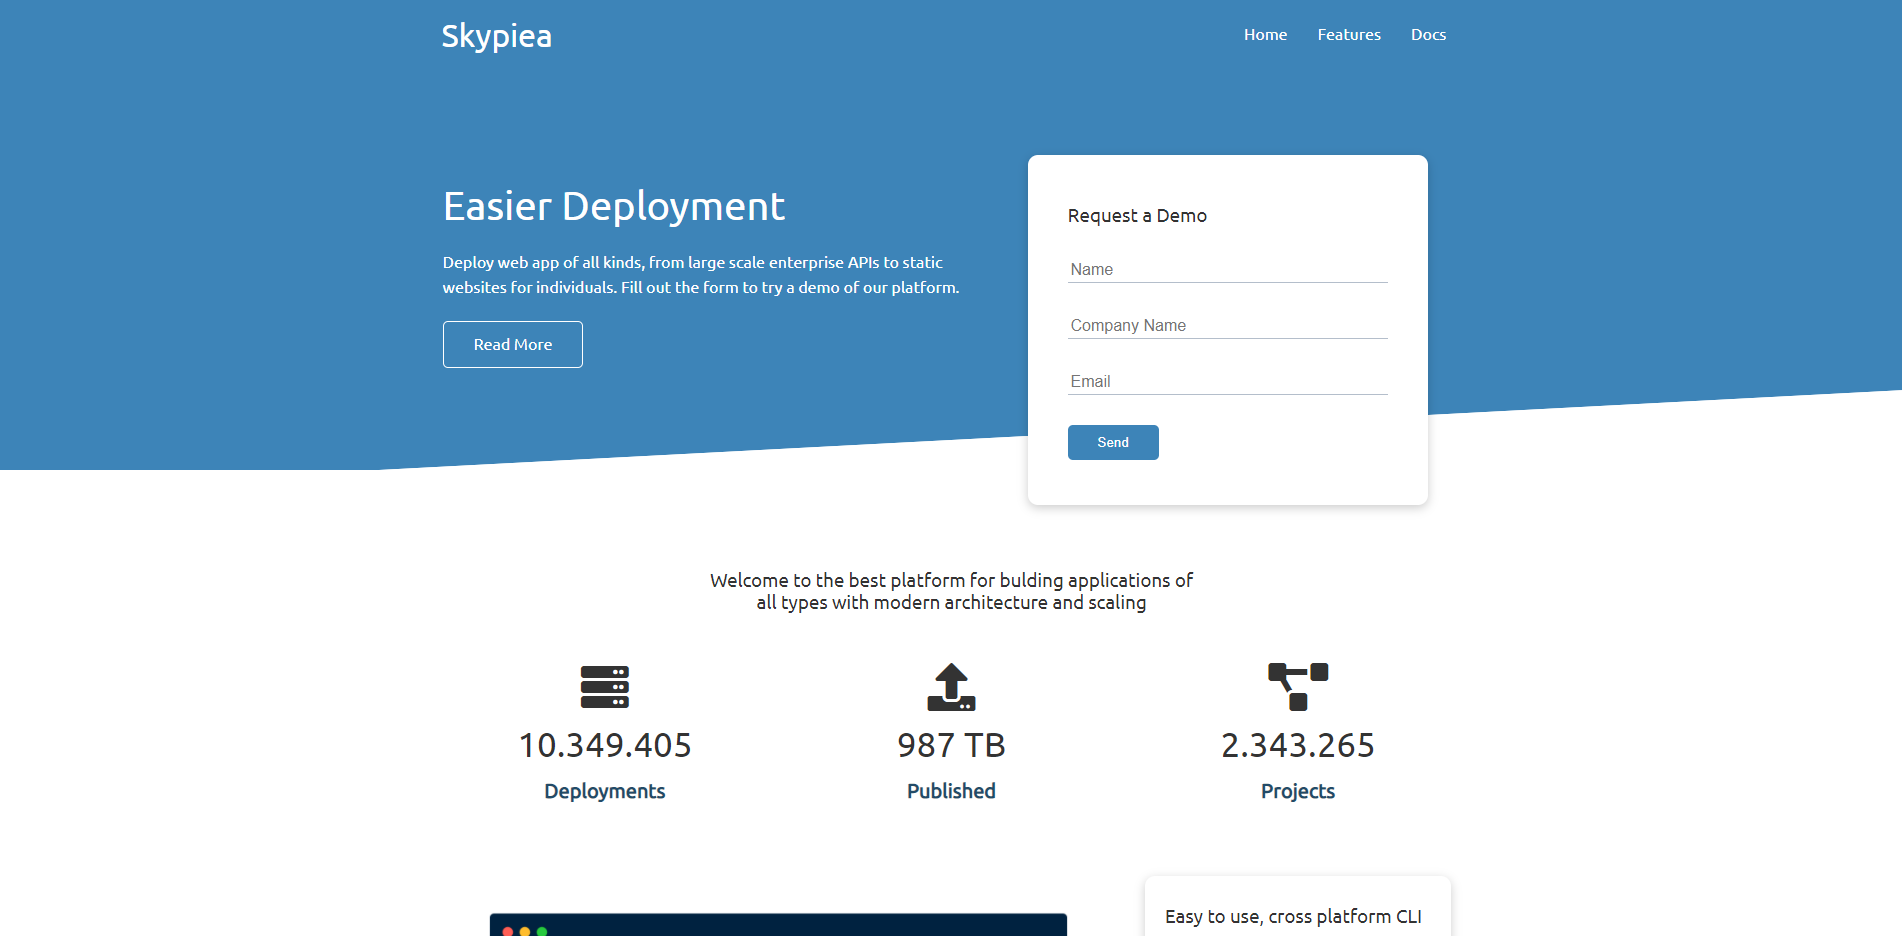 Skypiea
Home Features Docs
Easier Deployment
Deploy web app of all kinds, from large scale enterprise APIs to static
websites for individuals. Fill out the form to try a demo of our platform.
Read More
Request a Demo
Name
Company Name
Email
Send
Welcome to the best platform for bulding applications of
all types with modern architecture and scaling
10.349.405
Deployments
987 TB
Published
2.343.265
Projects
Easy to use, cross platform CLI